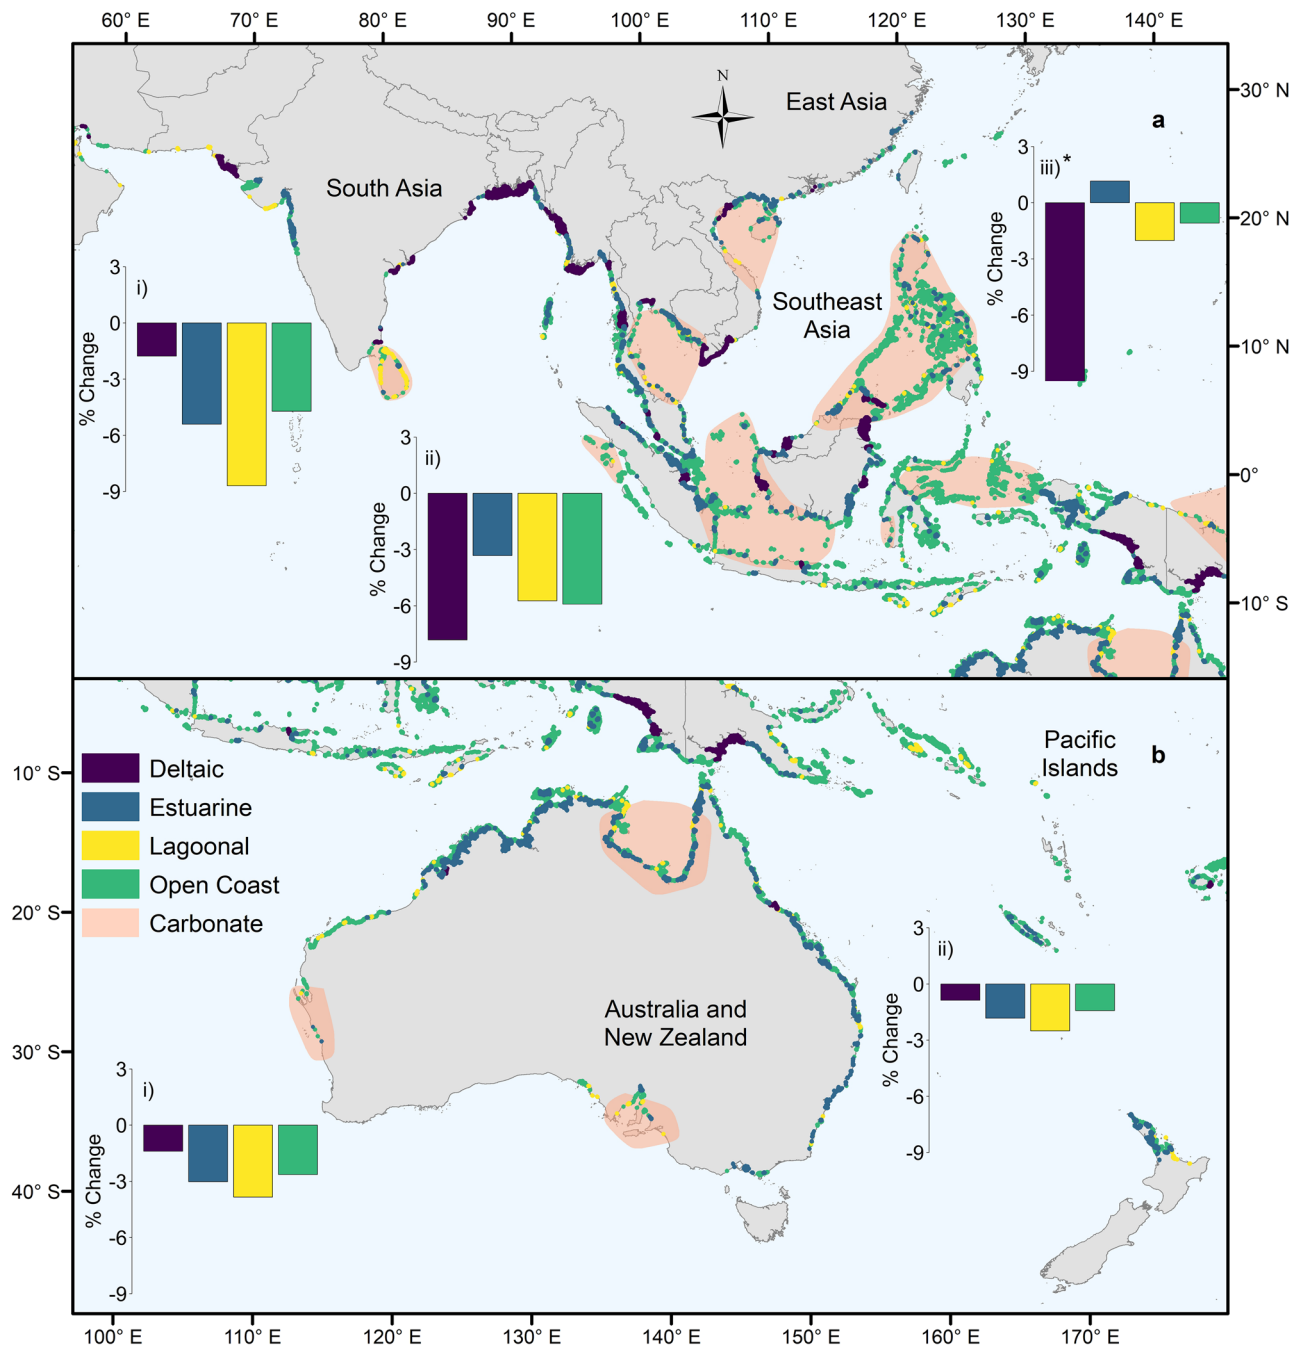 60° E 70° E 80° E 90° E 100° E 110° E 120° E 130° E 140° E
N
East Asia
a
30° N
South Asia
3
iii)*
0
-3
-6
-9
% Change
20° N
Southeast
Asia
3
i)
0
-3
-6
-9
% Change
10° N
3
ii)
0
-3
-6
-9
% Change
0°
10° S
Deltaic
Estuarine
Lagoonal
Open Coast
Carbonate
Pacific
Islands
b
10° S
20° S
3
ii)
0
-3
-6
-9
% Change
Australia and
New Zealand
30° S
3
i)
0
-3
-6
-9
% Change
40° S
100° E 110° E 120° E 130° E 140° E 150° E 160° E 170° E